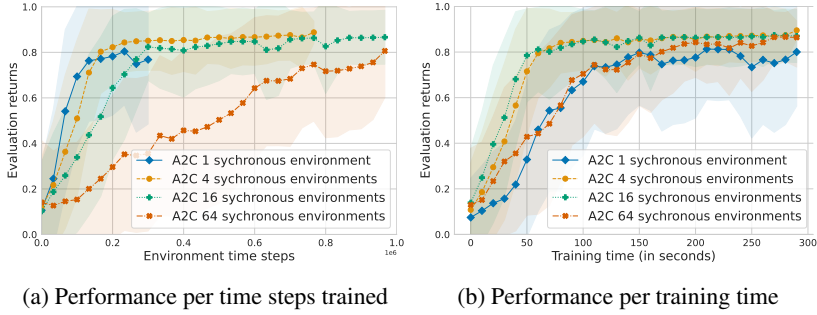 1.0
0.8
0.6
0.4
0.2
0.0
Evaluation returns
A2C 1 sychronous environment
A2C 4 sychronous environments
A2C 16 sychronous environments
A2C 64 sychronous environments
0.0 0.2 0.4 0.6 0.8 1.0
1e6
Environment time steps
(a) Performance per time steps trained
1.0
0.8
0.6
0.4
0.2
0.0
Evaluation returns
A2C 1 sychronous environment
A2C 4 sychronous environments
A2C 16 sychronous environments
A2C 64 sychronous environments
0 50 100 150 200 250 300
Training time (in seconds)
(b) Performance per training time